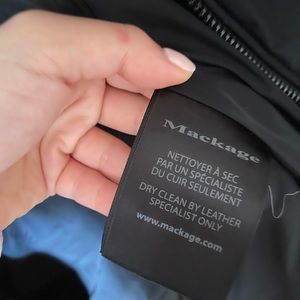 Mackage
NETTOYER À SEC
PAR UN SPÉCIALISTE
DU CUIR SEULEMENT
DRY CLEAN BY LEATHER
SPECIALIST ONLY
www.mackage.com